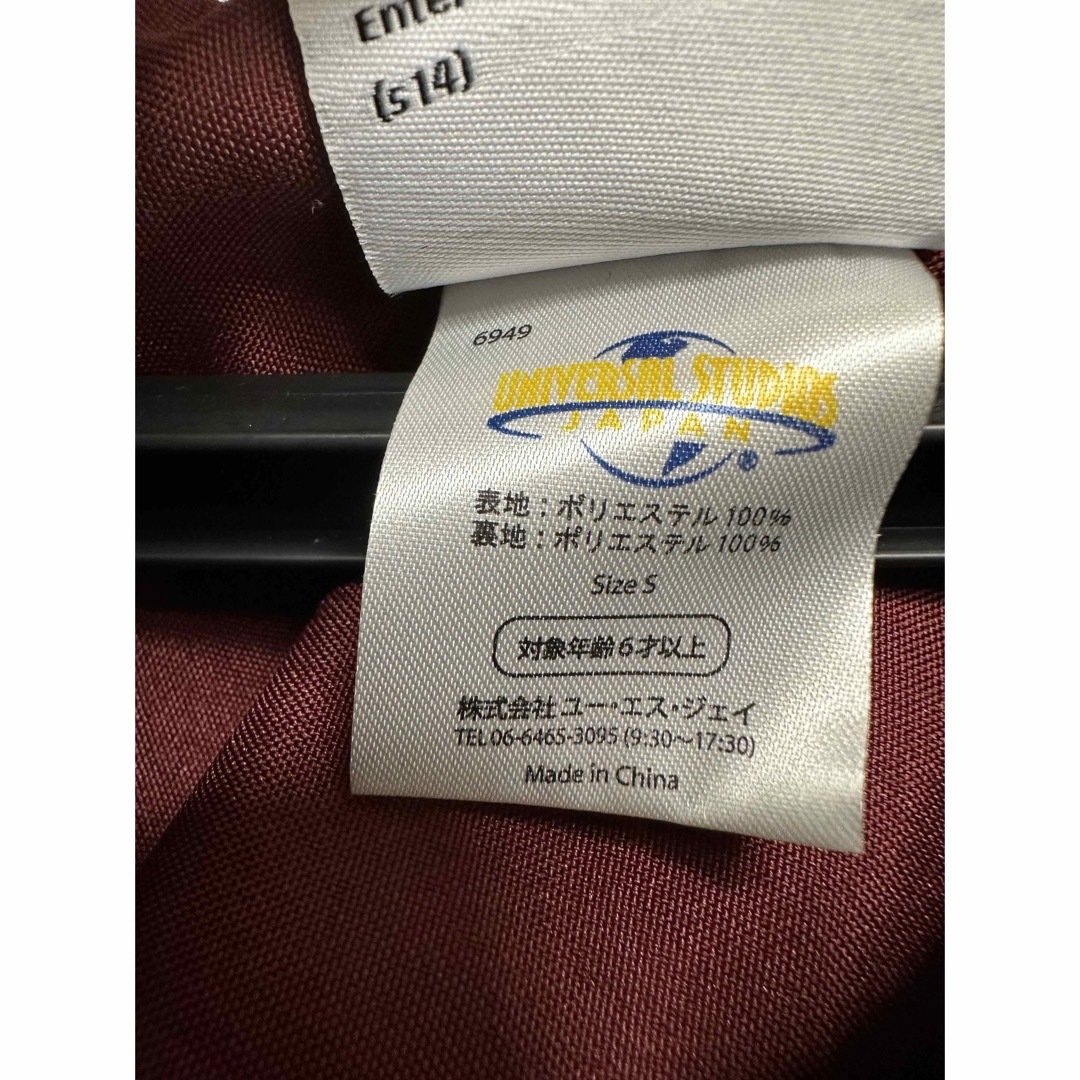 (s14)
6949
UNIVERSAL STUDIOS
JAPAN
®
表地：ポリエステル 100%
裏地：ポリエステル 100%
Size S
対象年齢6才以上
株式会社 ユー・エス・ジェイ
TEL 06-6465-3095 (9:30～17:30)
Made in China